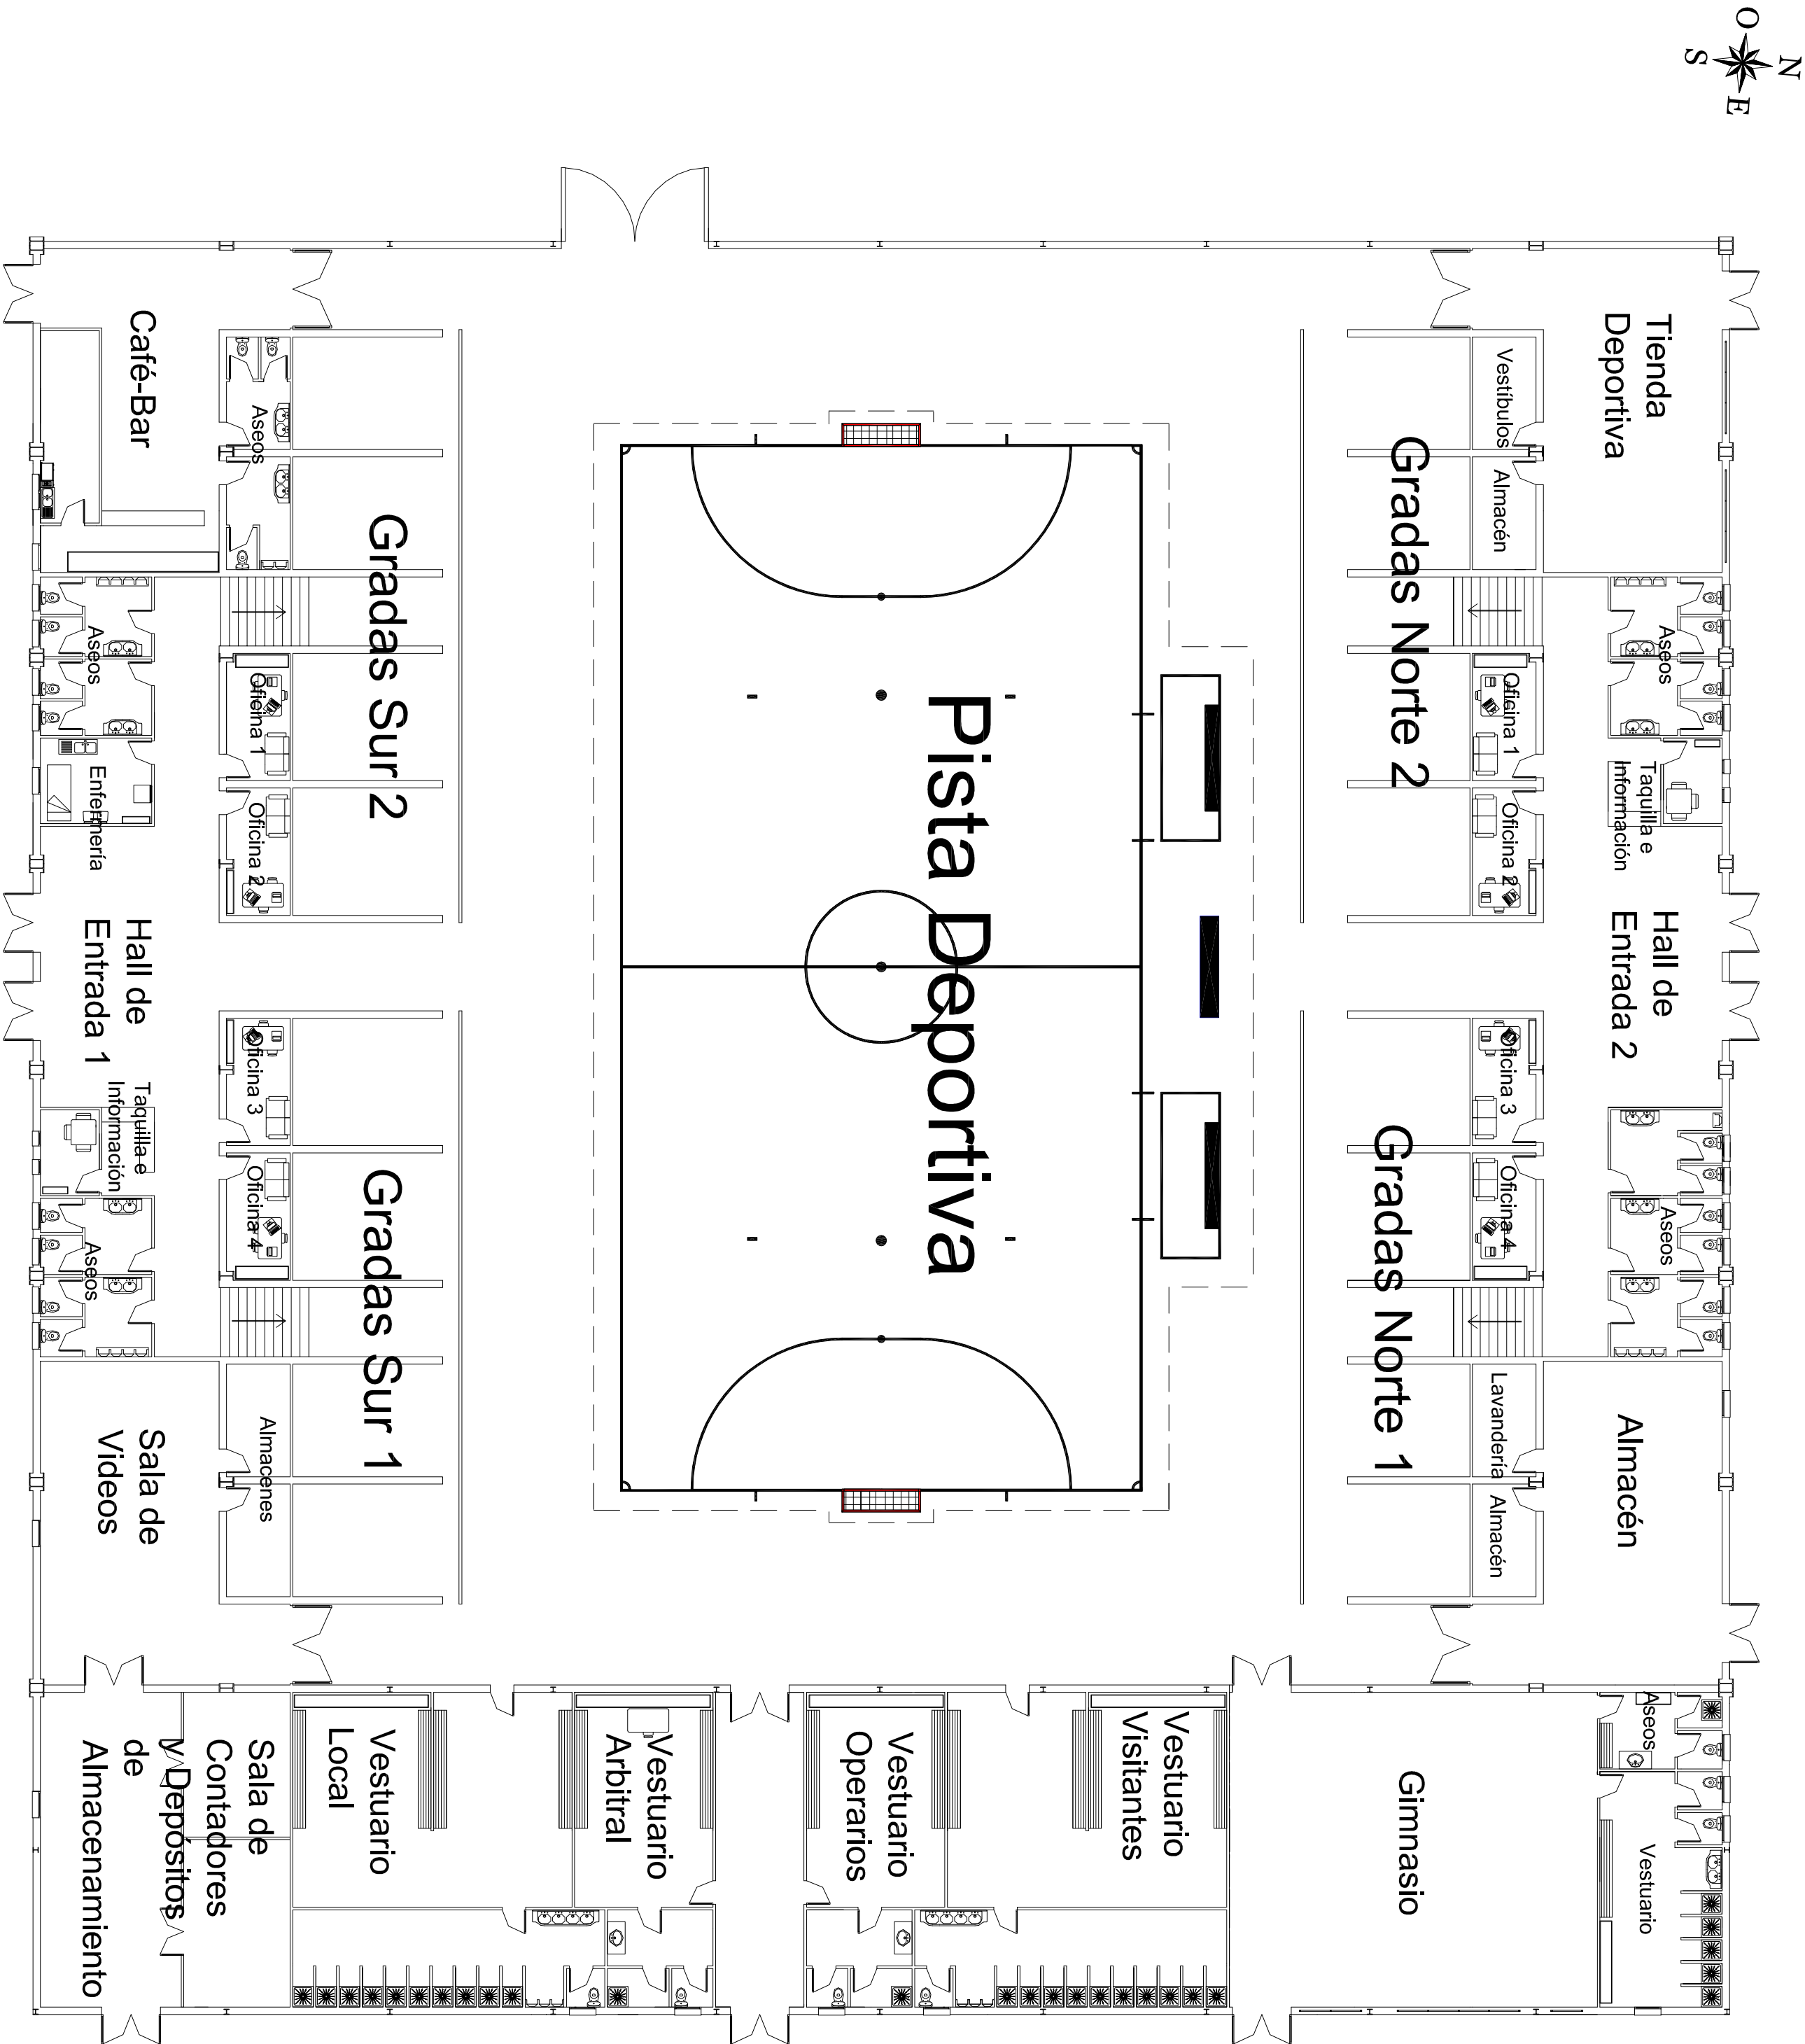 O
N
S
E
Tienda
Deportiva
Vestíbulos
Almacén
Gradas Norte 2
Aseos
Oficina 1
Oficina 2
Taquilla e
Información
Hall de
Entrada 2
Oficina 3
Oficina 4
Gradas Norte 1
Aseos
Lavandería
Almacén
Almacén
Pista Deportiva
Café-Bar
Aseos
Gradas Sur 2
Aseos
Oficina 1
Oficina 2
Enfermería
Hall de
Entrada 1
Taquilla e
Información
Oficina 3
Oficina 4
Gradas Sur 1
Aseos
Almacenes
Sala de
Videos
Aseos
Vestuario
Gimnasio
Vestuario
Visitantes
Vestuario
Operarios
Vestuario
Arbitral
Vestuario
Local
Sala de
Contadores
y Depósitos
de
Almacenamiento